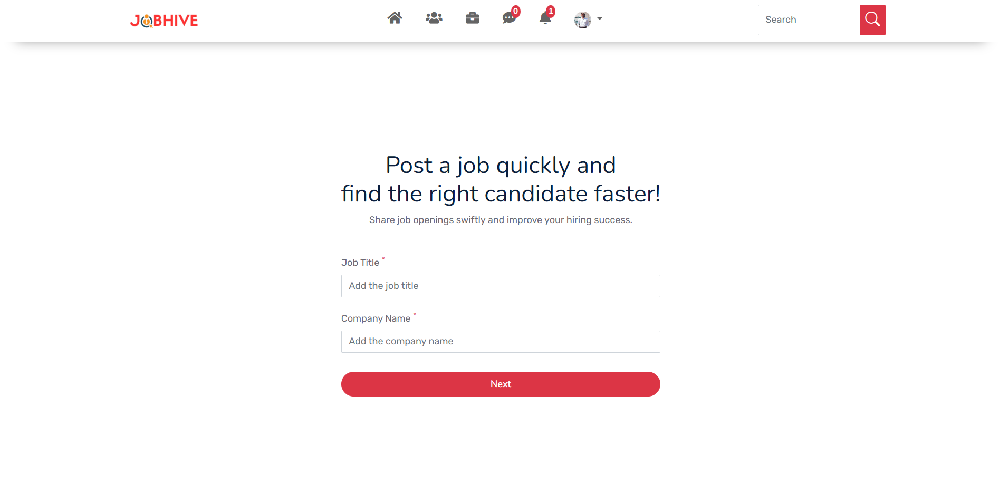 JOBHIVE
0
1
Search
Post a job quickly and
find the right candidate faster!
Share job openings swiftly and improve your hiring success.
Job Title *
Add the job title
Company Name *
Add the company name
Next